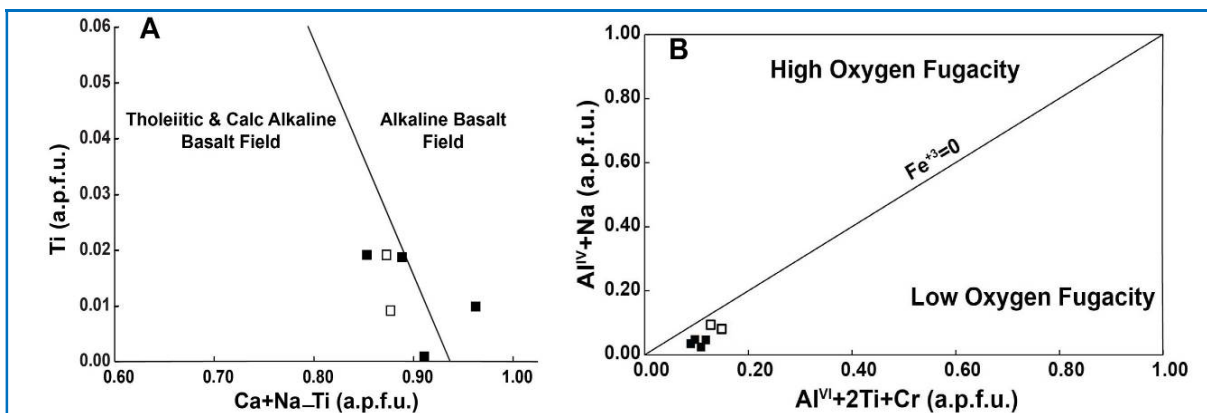 A
0.06
0.05
0.04
0.03
0.02
0.01
0.00
Ti (a.p.f.u.)
Tholeiitic & Calc Alkaline
Basalt Field
Alkaline Basalt
Field
0.60
0.70
0.80
0.90
1.00
Ca+Na_Ti (a.p.f.u.)
B
1.00
0.80
0.60
0.40
0.20
0.00
Al^IV+Na (a.p.f.u.)
High Oxygen Fugacity
Fe^+3=0
Low Oxygen Fugacity
0.00
0.20
0.40
0.60
0.80
1.00
Al^VI+2Ti+Cr (a.p.f.u.)